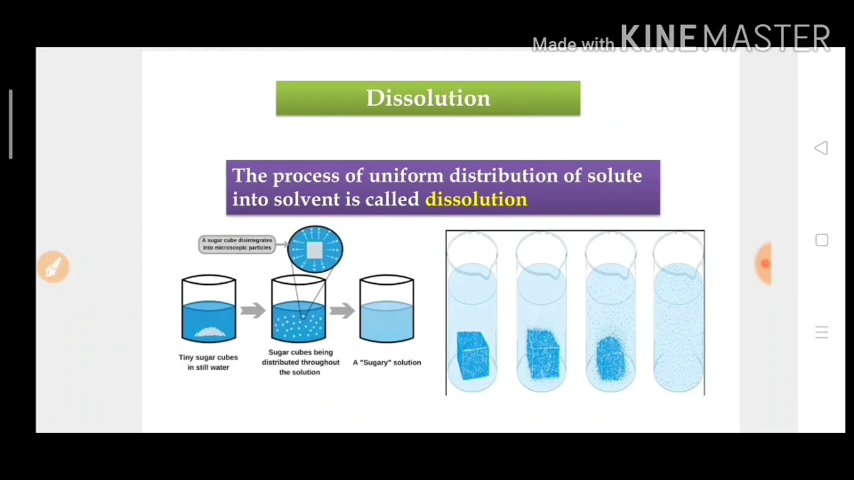 Made with KINEMASTER
Dissolution
The process of uniform distribution of solute
into solvent is called dissolution
A sugar cube disintegrates
into microscopic particles
Tiny sugar cubes
in still water
Sugar cubes being
distributed throughout
the solution
A "Sugary" solution